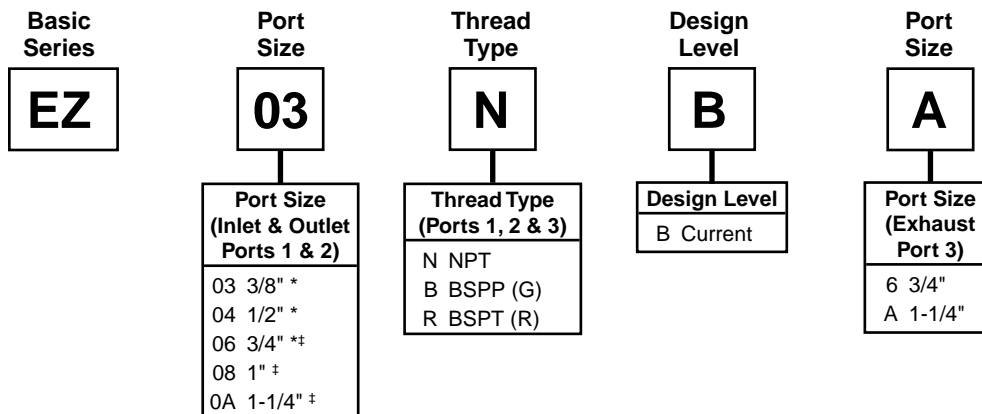 Basic
Series
Port
Size
Thread
Type
Design
Level
Port
Size
EZ
03
N
B
A
Port Size
(Inlet & Outlet
Ports 1 & 2)
03 3/8" *
04 1/2" *
06 3/4" *‡
08 1" ‡
0A 1-1/4" ‡
Thread Type
(Ports 1, 2 & 3)
N NPT
B BSPP (G)
R BSPT (R)
Design Level
B Current
Port Size
(Exhaust
Port 3)
6 3/4"
A 1-1/4"